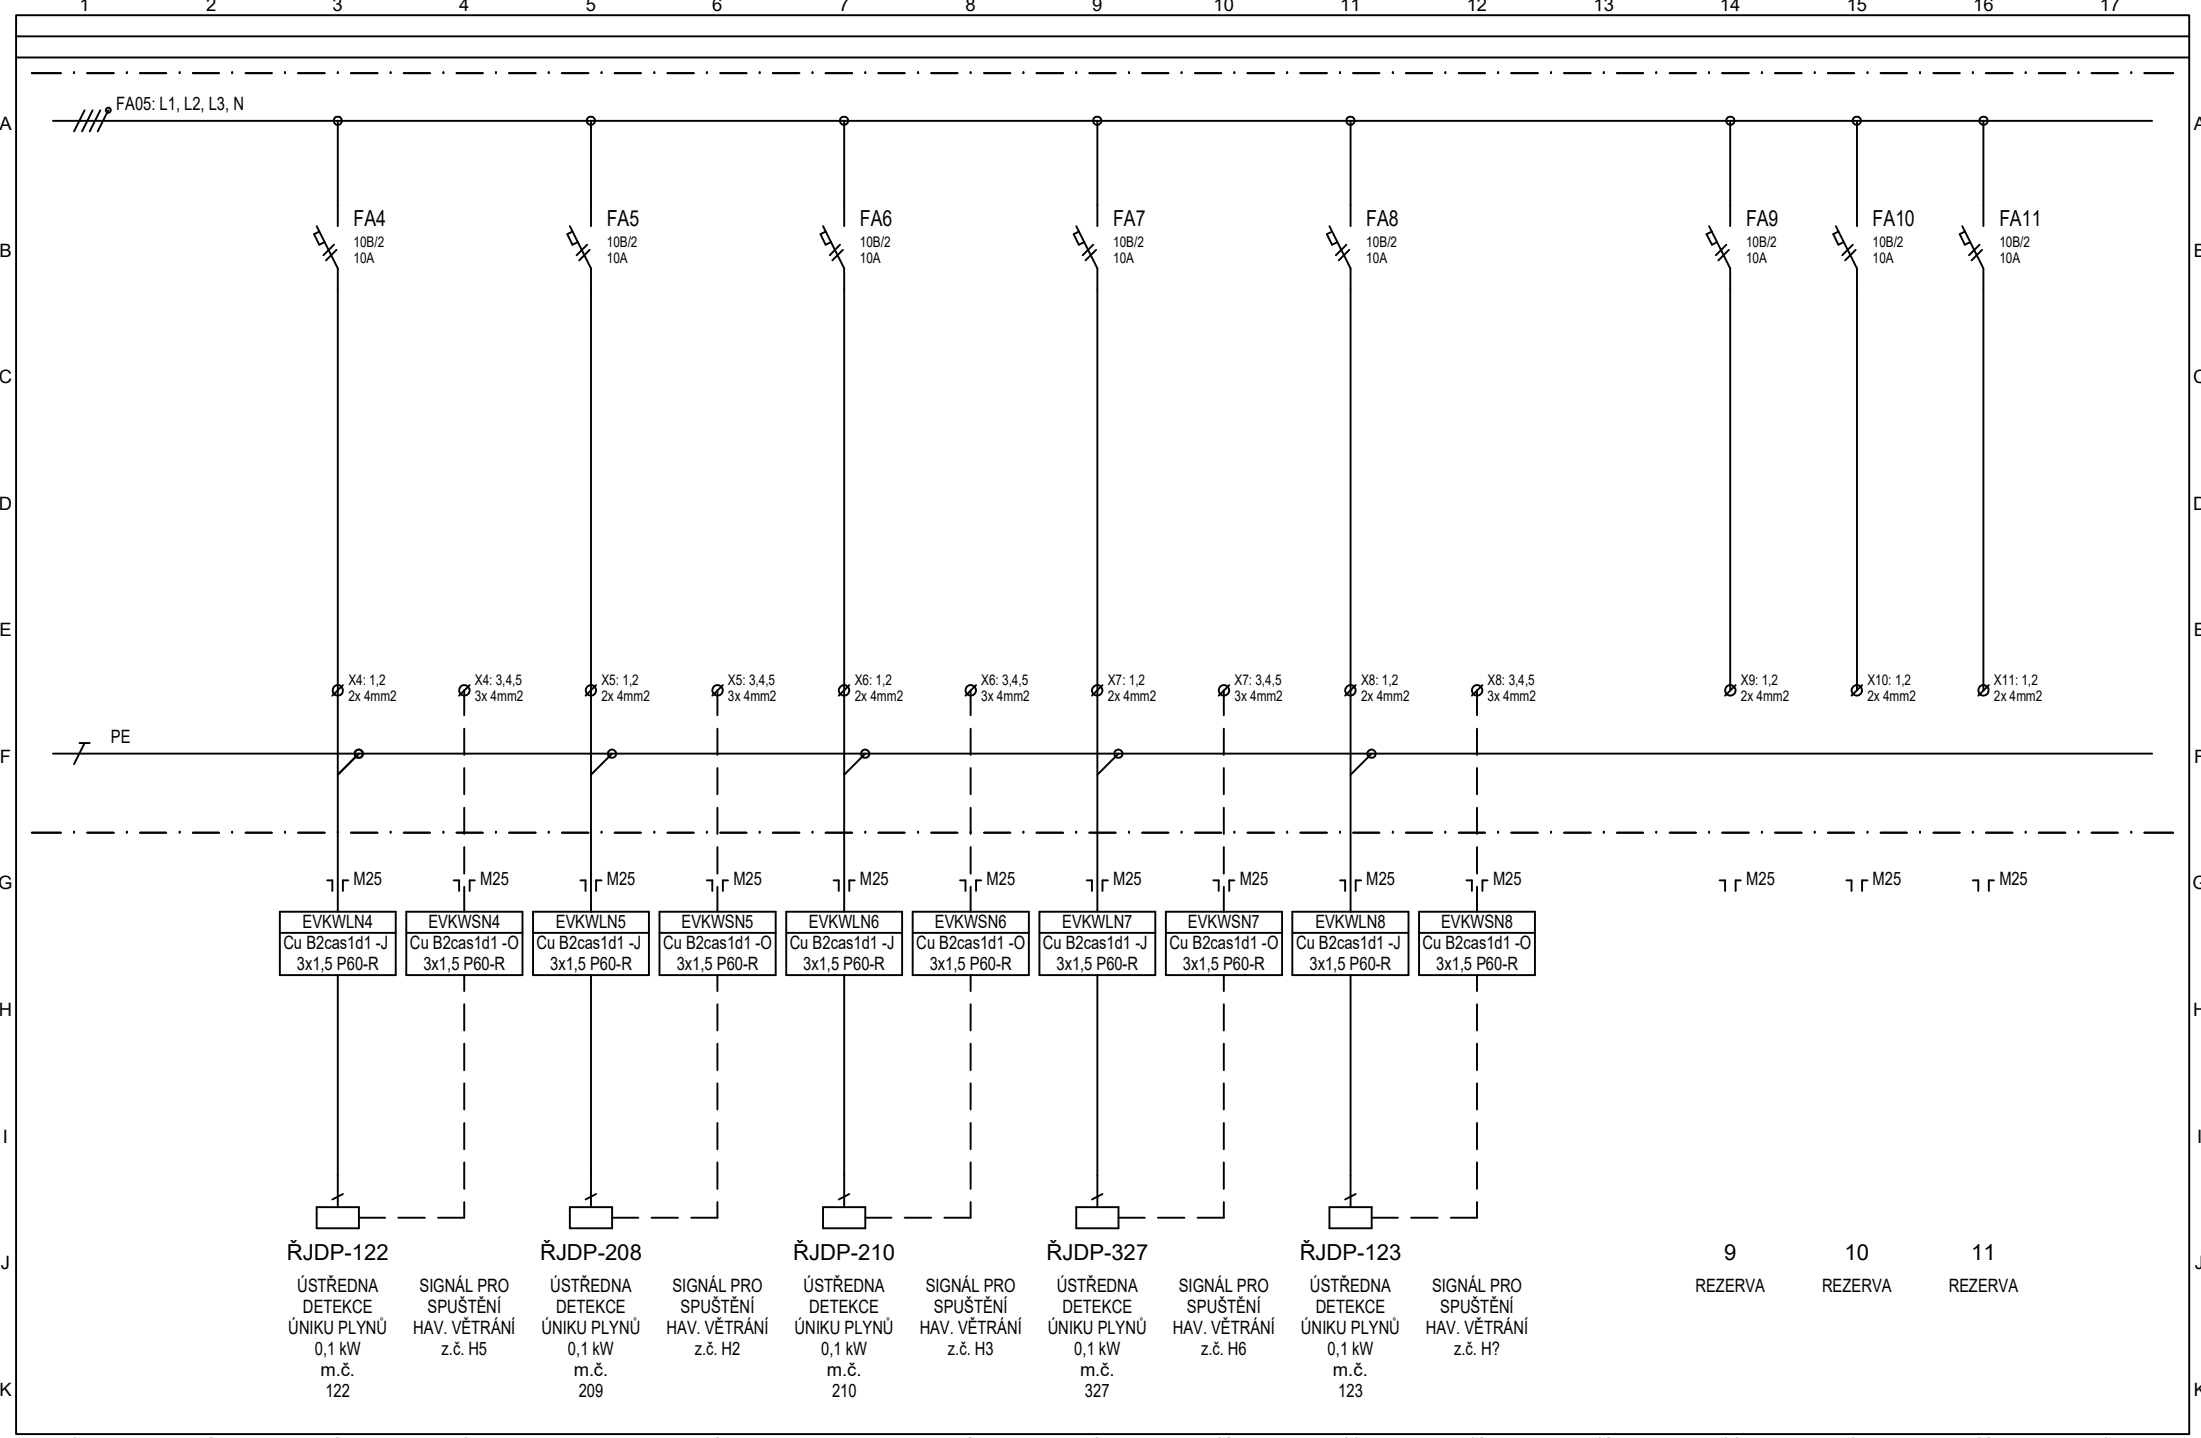 1 2 3 4 5 6 7 8 9 10 11 12 13 14 15 16 17
FA05: L1, L2, L3, N
A A
FA4 FA5 FA6 FA7 FA8 FA9 FA10 FA11
10B/2 10B/2 10B/2 10B/2 10B/2 10B/2 10B/2 10B/2
10A 10A 10A 10A 10A 10A 10A 10A
B
C
D
E
X4: 1,2 X4: 3,4,5 X5: 1,2 X5: 3,4,5 X6: 1,2 X6: 3,4,5 X7: 1,2 X7: 3,4,5 X8: 1,2 X8: 3,4,5 X9: 1,2 X10: 1,2 X11: 1,2
2x 4mm2 3x 4mm2 2x 4mm2 3x 4mm2 2x 4mm2 3x 4mm2 2x 4mm2 3x 4mm2 2x 4mm2 3x 4mm2 2x 4mm2 2x 4mm2 2x 4mm2
PE
F
G M25 M25 M25 M25 M25 M25 M25 M25 M25 M25 M25 M25 M25
EVKWLN4 EVKWSN4 EVKWLN5 EVKWSN5 EVKWLN6 EVKWSN6 EVKWLN7 EVKWSN7 EVKWLN8 EVKWSN8
Cu B2cas1d1 -J Cu B2cas1d1 -O Cu B2cas1d1 -J Cu B2cas1d1 -O Cu B2cas1d1 -J Cu B2cas1d1 -O Cu B2cas1d1 -J Cu B2cas1d1 -O Cu B2cas1d1 -J Cu B2cas1d1 -O
3x1,5 P60-R 3x1,5 P60-R 3x1,5 P60-R 3x1,5 P60-R 3x1,5 P60-R 3x1,5 P60-R 3x1,5 P60-R 3x1,5 P60-R 3x1,5 P60-R 3x1,5 P60-R
H
I
ŘJDP-122 ŘJDP-208 ŘJDP-210 ŘJDP-327 ŘJDP-123 9 10 11
J
ÚSTŘEDNA SIGNÁL PRO ÚSTŘEDNA SIGNÁL PRO ÚSTŘEDNA SIGNÁL PRO ÚSTŘEDNA SIGNÁL PRO ÚSTŘEDNA SIGNÁL PRO REZERVA REZERVA REZERVA
DETEKCE SPUŠTĚNÍ DETEKCE SPUŠTĚNÍ DETEKCE SPUŠTĚNÍ DETEKCE SPUŠTĚNÍ DETEKCE SPUŠTĚNÍ
ÚNIKU PLYNŮ HAV. VĚTRÁNÍ ÚNIKU PLYNŮ HAV. VĚTRÁNÍ ÚNIKU PLYNŮ HAV. VĚTRÁNÍ ÚNIKU PLYNŮ HAV. VĚTRÁNÍ ÚNIKU PLYNŮ HAV. VĚTRÁNÍ
0,1 kW z.č. H5 0,1 kW z.č. H2 0,1 kW z.č. H3 0,1 kW z.č. H6 0,1 kW z.č. H?
m.č. m.č. m.č. m.č. m.č.
K 122 209 210 327 123